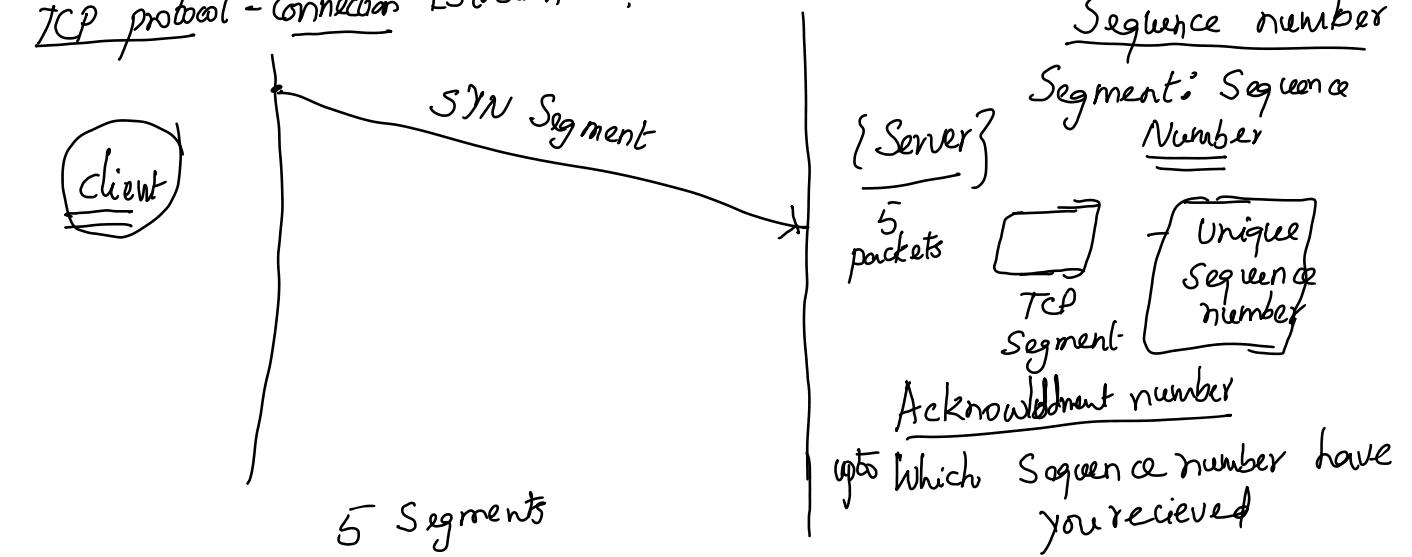 TCP protocol - Connection
SYN Segment
client
{Server}
5
packets
5 Segments
Sequence number
Segment: Sequence
Number
TCP
Segment
Unique
Sequence
number
number
upto Which Sequence number have
you recieved